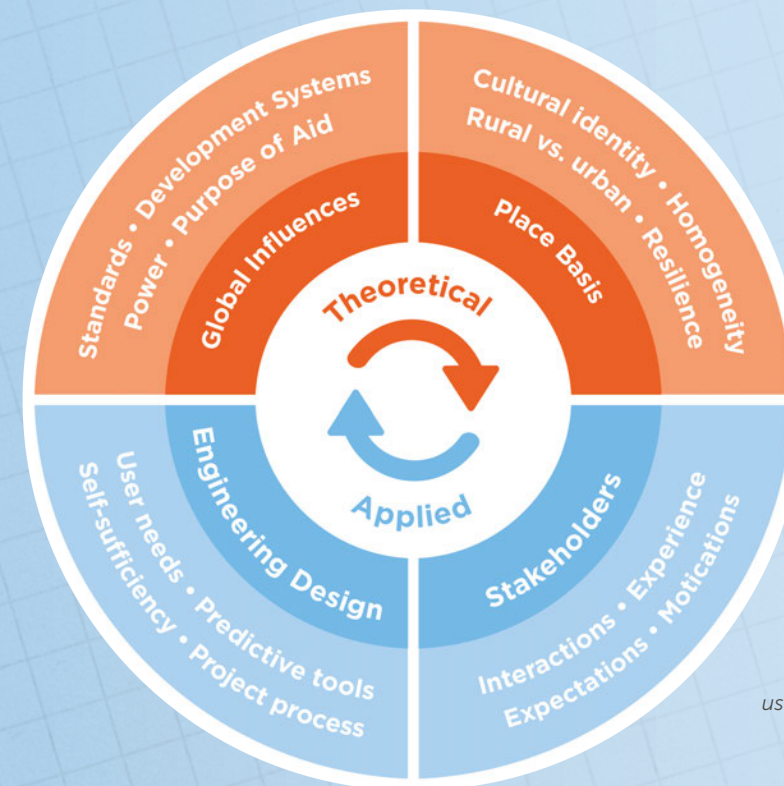 Standards • Development Systems
Power • Purpose of Aid
Global Influences
Cultural identity • Homogeneity
Rural vs. urban • Resilience
Place Basis
Theoretical
Applied
Engineering Design
User needs • Predictive tools
Self-sufficiency • Project process
Stakeholders
Interactions • Experience
Expectations • Motications
us